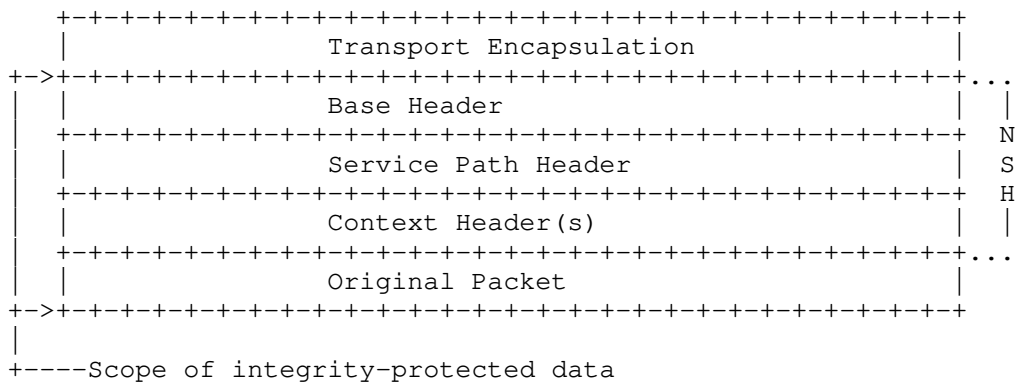 +-+-+-+-+-+-+-+-+-+-+-+-+-+-+-+-+-+-+-+-+-+-+-+-+-+-+-+-+-+
   |                Transport Encapsulation                  |
+->+-+-+-+-+-+-+-+-+-+-+-+-+-+-+-+-+-+-+-+-+-+-+-+-+-+-+-+-+-+...
|  |                Base Header                              |  |
|  +-+-+-+-+-+-+-+-+-+-+-+-+-+-+-+-+-+-+-+-+-+-+-+-+-+-+-+-+-+  N
|  |                Service Path Header                      |  S
|  +-+-+-+-+-+-+-+-+-+-+-+-+-+-+-+-+-+-+-+-+-+-+-+-+-+-+-+-+-+  H
|  |                Context Header(s)                        |  |
|  +-+-+-+-+-+-+-+-+-+-+-+-+-+-+-+-+-+-+-+-+-+-+-+-+-+-+-+-+-+...
|  |                Original Packet                          |
+->+-+-+-+-+-+-+-+-+-+-+-+-+-+-+-+-+-+-+-+-+-+-+-+-+-+-+-+-+-+
|
+----Scope of integrity-protected data